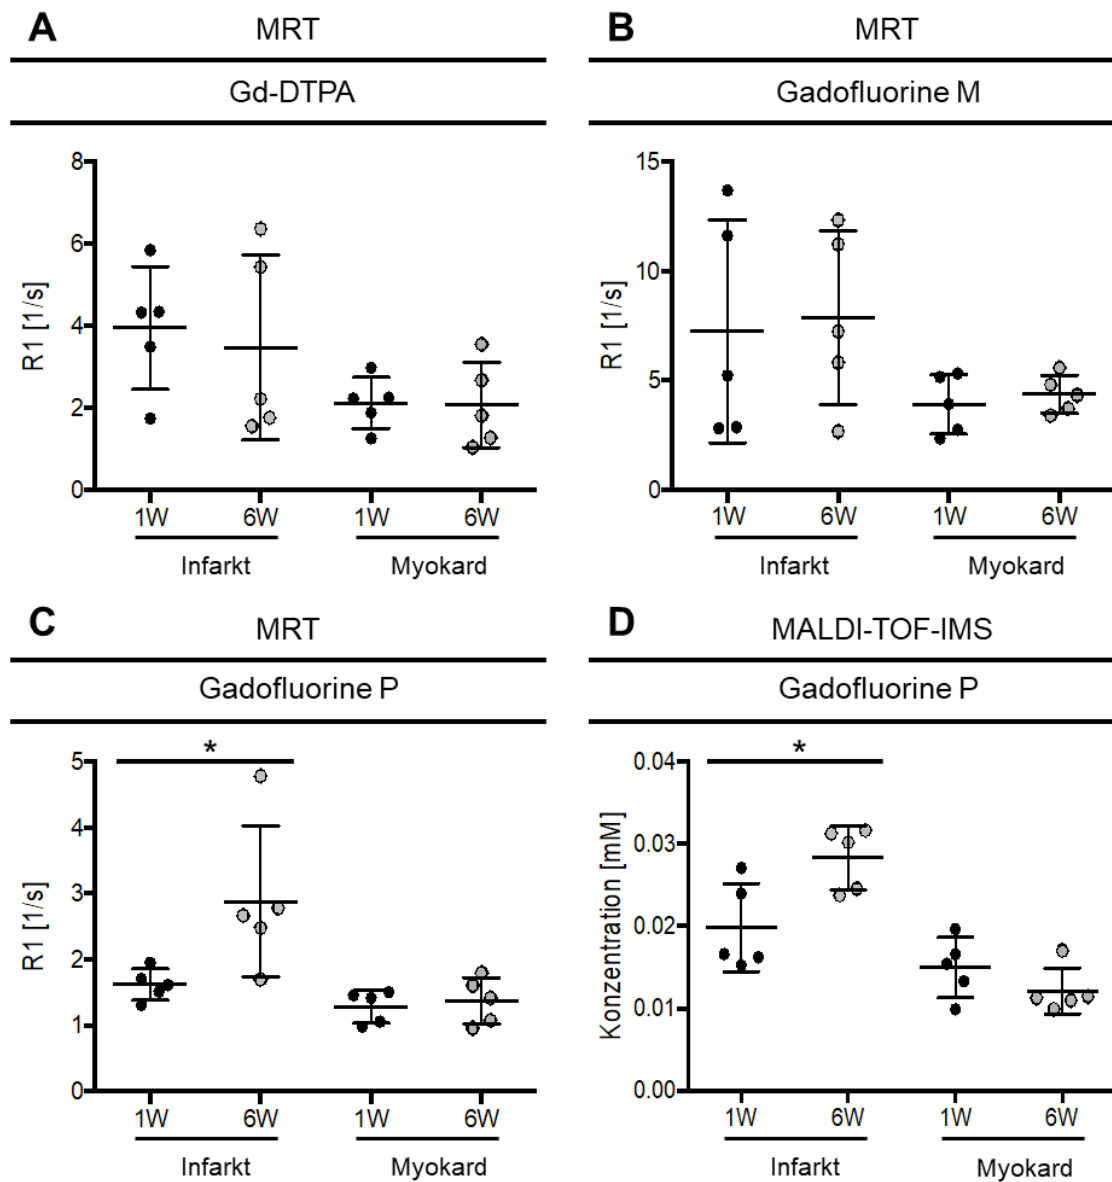 A
MRT
Gd-DTPA
R1 [1/s]
8
6
4
2
0
1W 6W 1W 6W
Infarkt Myokard
B
MRT
Gadofluorine M
R1 [1/s]
15
10
5
0
1W 6W 1W 6W
Infarkt Myokard
C
MRT
Gadofluorine P
*
R1 [1/s]
5
4
3
2
1
0
1W 6W 1W 6W
Infarkt Myokard
D
MALDI-TOF-IMS
Gadofluorine P
*
Konzentration [mM]
0.04
0.03
0.02
0.01
0.00
1W 6W 1W 6W
Infarkt Myokard